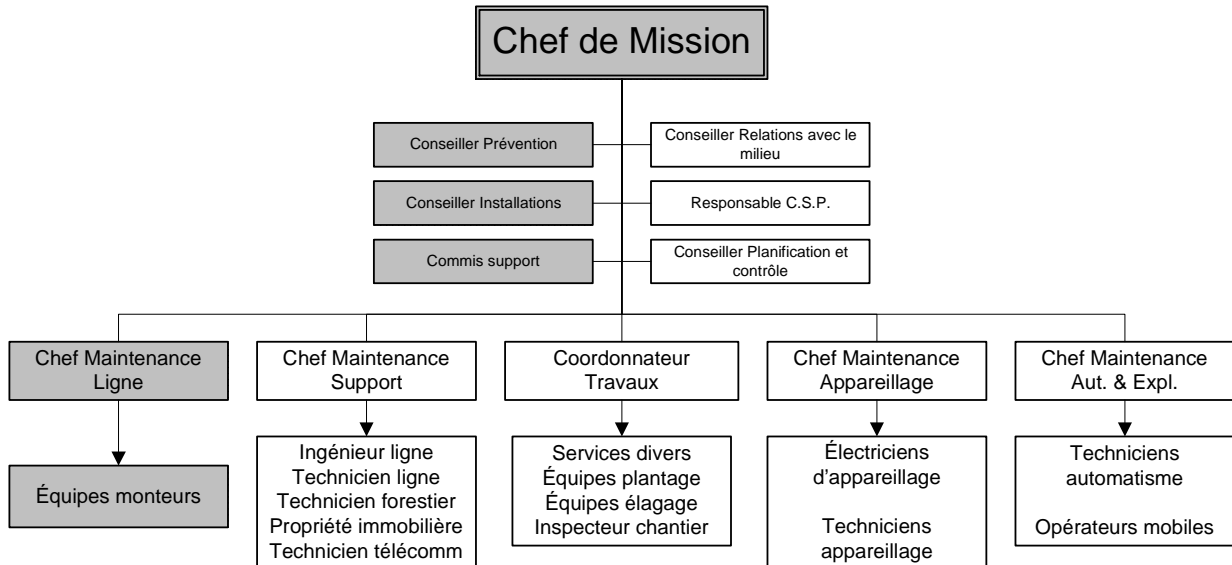 Chef de Mission
Conseiller Prévention
Conseiller Relations avec le
milieu
Conseiller Installations
Responsable C.S.P.
Commis support
Conseiller Planification et
contrôle
Chef Maintenance
Ligne
Chef Maintenance
Support
Coordonnateur
Travaux
Chef Maintenance
Appareillage
Chef Maintenance
Aut. & Expl.
Équipes monteurs
Ingénieur ligne
Technicien ligne
Technicien forestier
Propriété immobilière
Technicien télécomm
Services divers
Équipes plantage
Équipes élagage
Inspecteur chantier
Électriciens
d'appareillage
Techniciens
appareillage
Techniciens
automatisme
Opérateurs mobiles